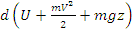 d(U + mV²/2 + mgz)